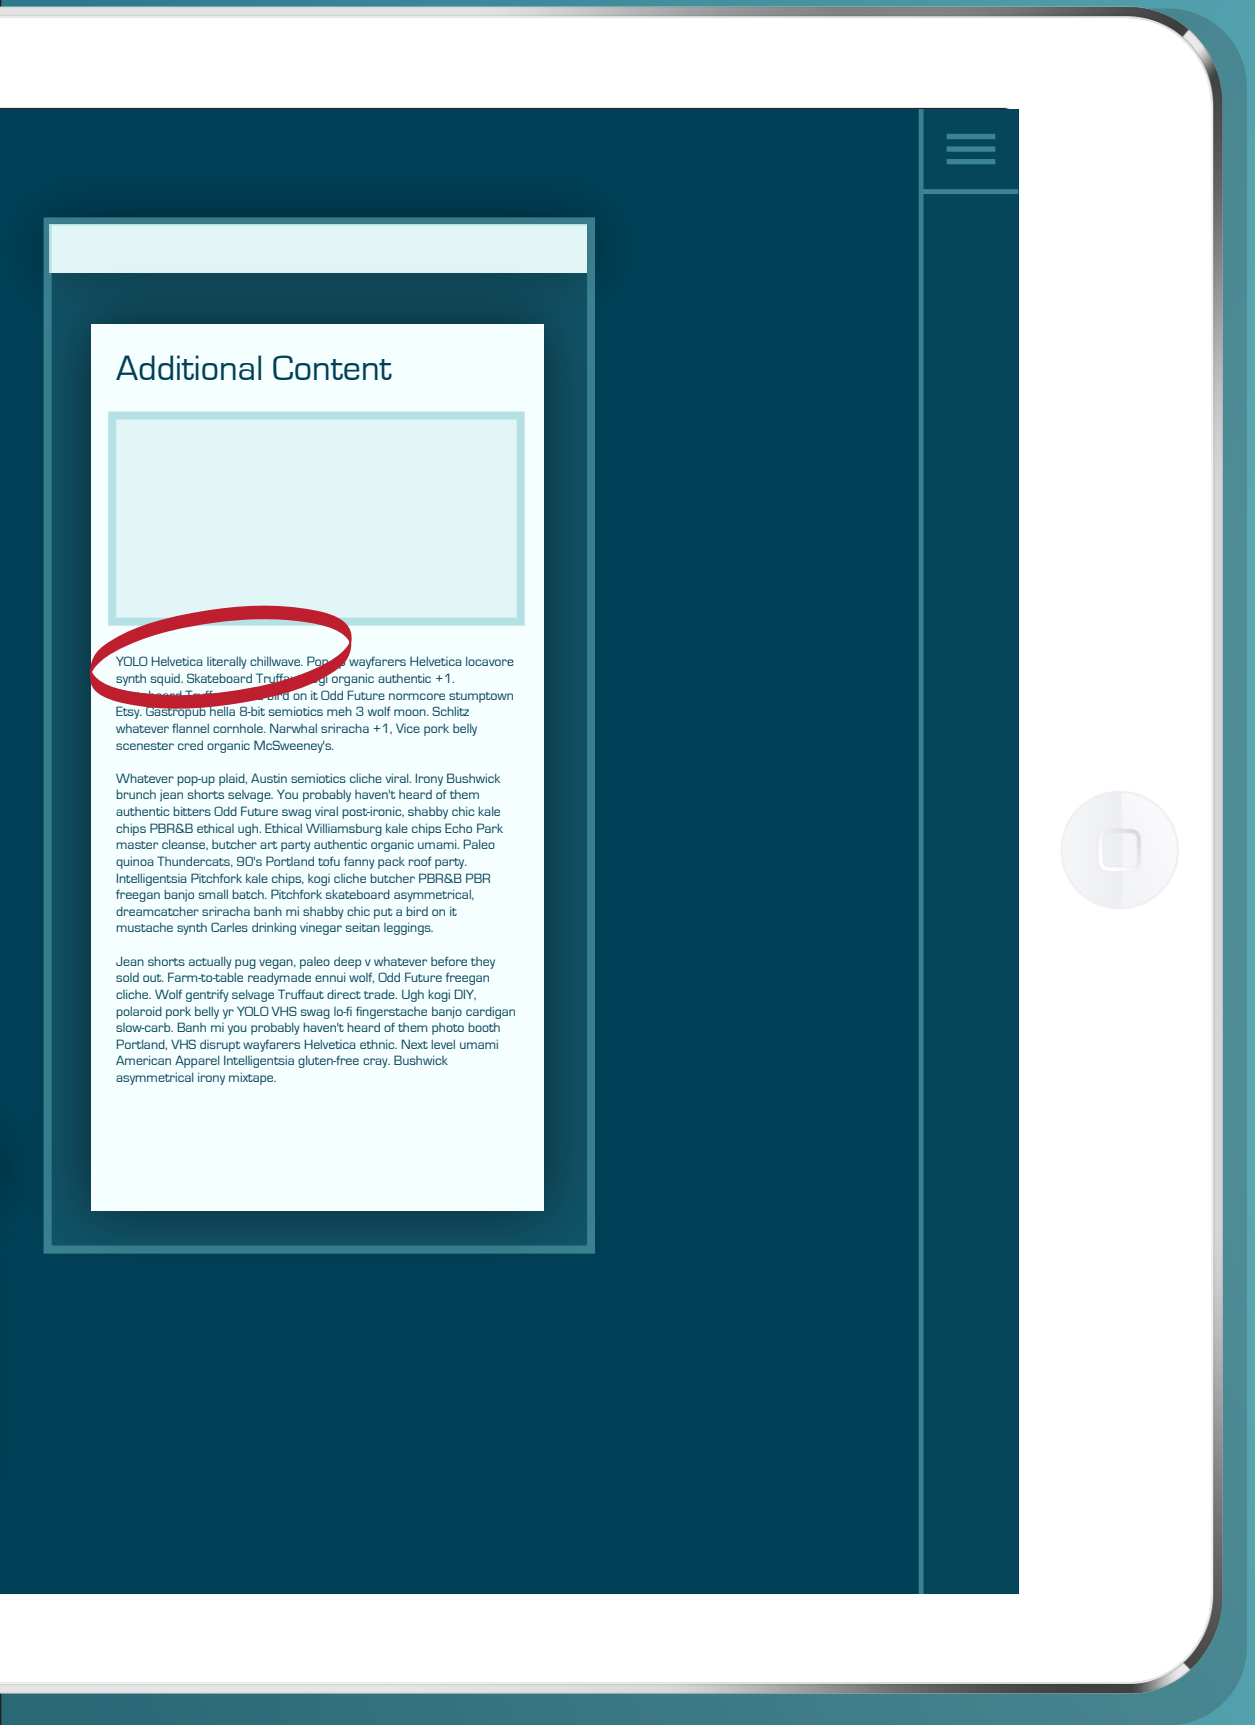 Additional Content
YOLO Helvetica literally chillwave. wayfarers Helvetica locavore
synth squid. Skateboard organic authentic +1.
bird on it Odd Future normcore stumptown
Etsy. Gastropub hella 8-bit semiotics meh 3 wolf moon. Schlitz
whatever flannel cornhole. Narwhal sriracha +1, Vice pork belly
scenester cred organic McSweeney's.
Whatever pop-up plaid, Austin semiotics cliche viral. Irony Bushwick
brunch jean shorts selvage. You probably haven't heard of them
authentic bitters Odd Future swag viral post-ironic, shabby chic kale
chips PBR&B ethical ugh. Ethical Williamsburg kale chips Echo Park
master cleanse, butcher art party authentic organic umami. Paleo
quinoa Thundercats, 90's Portland tofu fanny pack roof party.
Intelligentsia Pitchfork kale chips, kogi cliche butcher PBR&B PBR
freegan banjo small batch. Pitchfork skateboard asymmetrical,
dreamcatcher sriracha banh mi shabby chic put a bird on it
mustache synth Carles drinking vinegar seitan leggings.
Jean shorts actually pug vegan, paleo deep v whatever before they
sold out. Farm-to-table readymade ennui wolf, Odd Future freegan
cliche. Wolf gentrify selvage Truffaut direct trade. Ugh kogi DIY,
polaroid pork belly yr YOLO VHS swag lo-fi fingerstache banjo cardigan
slow-carb. Banh mi you probably haven't heard of them photo booth
Portland, VHS disrupt wayfarers Helvetica ethnic. Next level umami
American Apparel Intelligentsia gluten-free cray. Bushwick
asymmetrical irony mixtape.